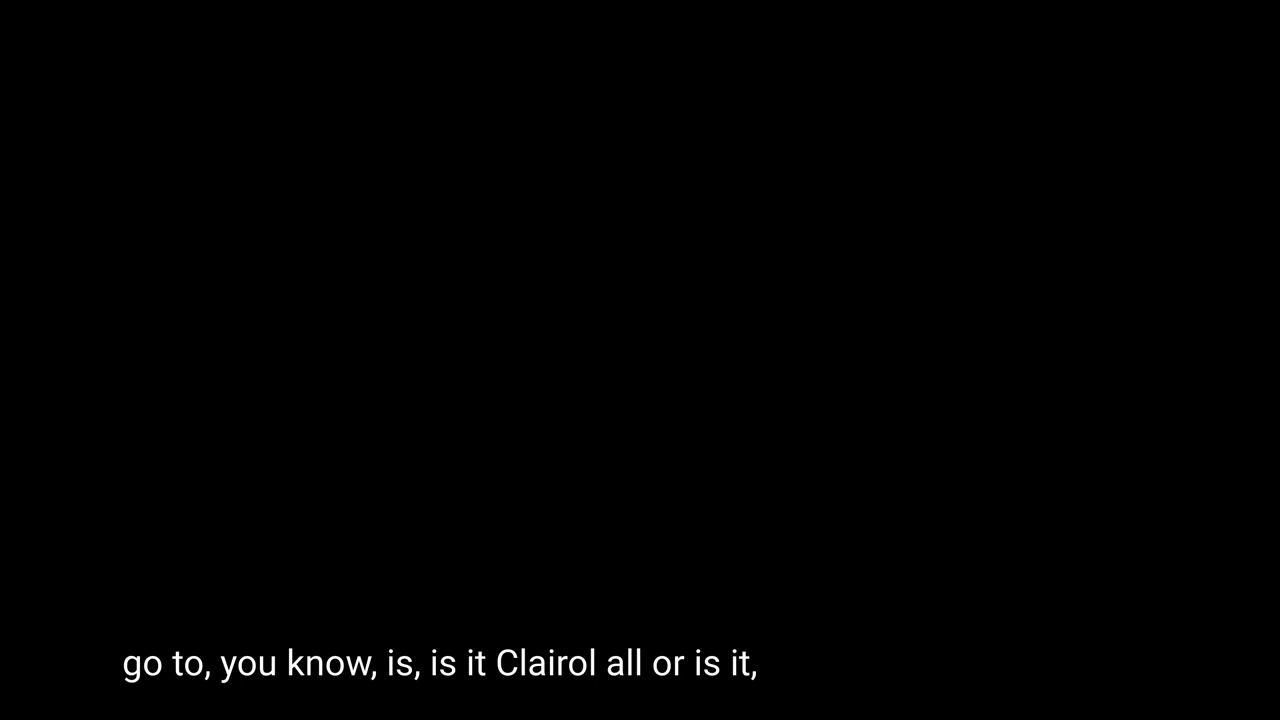 go to, you know, is, is it Clairol all or is it,